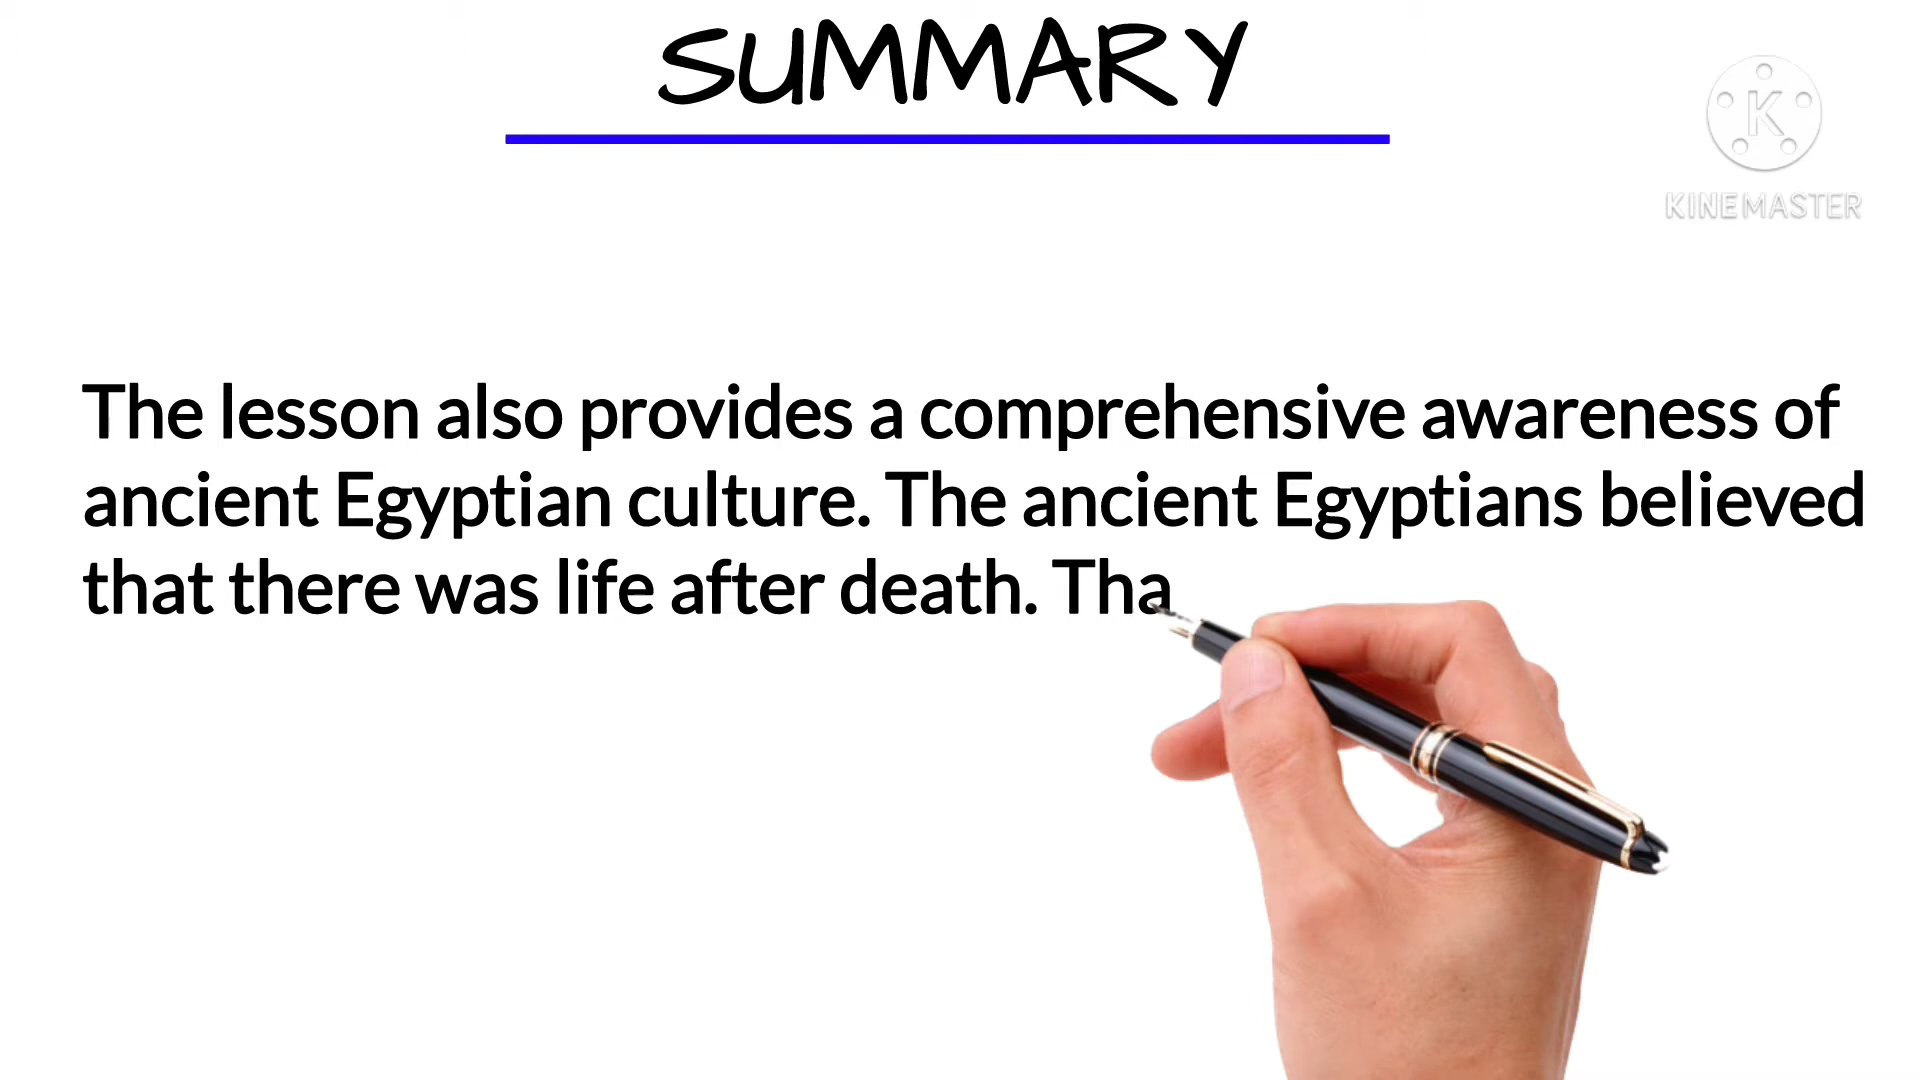 SUMMARY
K
KINEMASTER
The lesson also provides a comprehensive awareness of
ancient Egyptian culture. The ancient Egyptians believed
that there was life after death. Tha